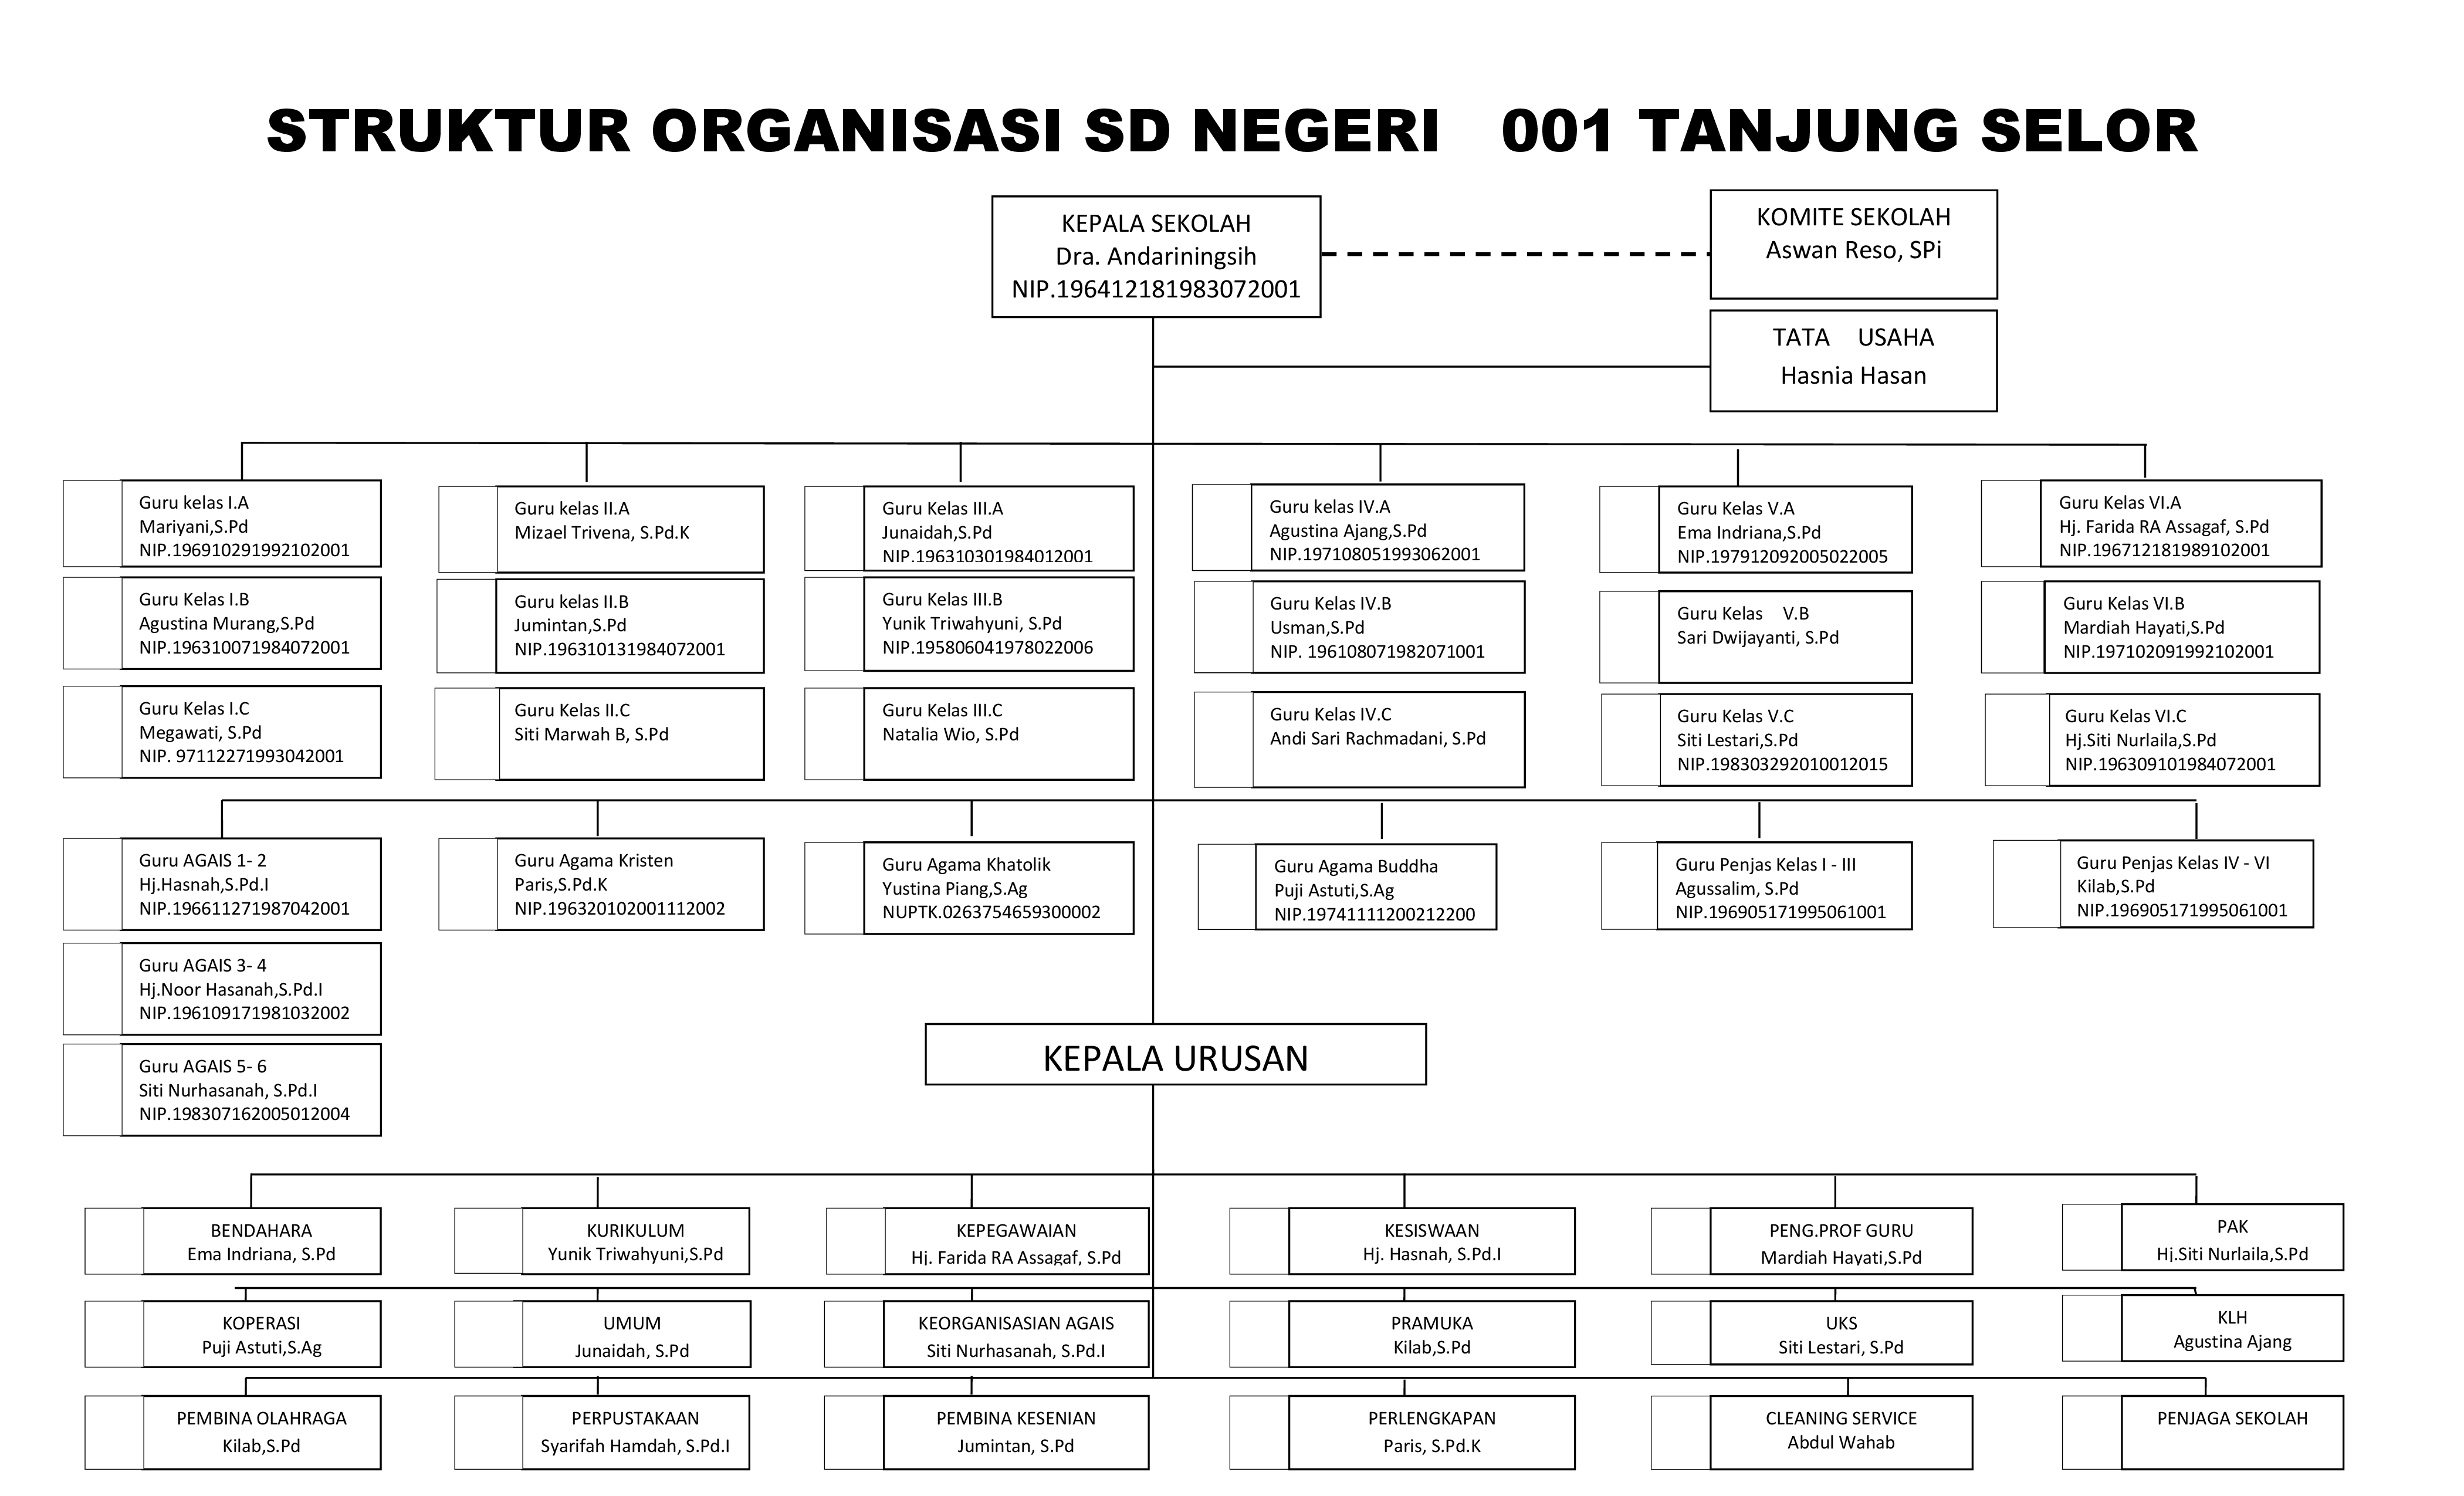 STRUKTUR ORGANISASI SD NEGERI 001 TANJUNG SELOR
KEPALA SEKOLAH
Dra. Andariningsih
NIP.196412181983072001
KOMITE SEKOLAH
Aswan Reso, SPi
TATA USAHA
Hasnia Hasan
Guru kelas I.A
Mariyani,S.Pd
NIP.196910291992102001
Guru kelas II.A
Mizael Trivena, S.Pd.K
Guru Kelas III.A
Junaidah,S.Pd
NIP.196310301984012001
Guru kelas IV.A
Agustina Ajang,S.Pd
NIP.197108051993062001
Guru Kelas V.A
Ema Indriana,S.Pd
NIP.197912092005022005
Guru Kelas VI.A
Hj. Farida RA Assagaf, S.Pd
NIP.196712181989102001
Guru Kelas I.B
Agustina Murang,S.Pd
NIP.196310071984072001
Guru kelas II.B
Jumintan,S.Pd
NIP.196310131984072001
Guru Kelas III.B
Yunik Triwahyuni, S.Pd
NIP.195806041978022006
Guru Kelas IV.B
Usman,S.Pd
NIP. 196108071982071001
Guru Kelas V.B
Sari Dwijayanti, S.Pd
Guru Kelas VI.B
Mardiah Hayati,S.Pd
NIP.197102091992102001
Guru Kelas I.C
Megawati, S.Pd
NIP. 97112271993042001
Guru Kelas II.C
Siti Marwah B, S.Pd
Guru Kelas III.C
Natalia Wio, S.Pd
Guru Kelas IV.C
Andi Sari Rachmadani, S.Pd
Guru Kelas V.C
Siti Lestari,S.Pd
NIP.198303292010012015
Guru Kelas VI.C
Hj.Siti Nurlaila,S.Pd
NIP.196309101984072001
Guru AGAIS 1- 2
Hj.Hasnah,S.Pd.I
NIP.196611271987042001
Guru Agama Kristen
Paris,S.Pd.K
NIP.196320102001112002
Guru Agama Khatolik
Yustina Piang,S.Ag
NUPTK.0263754659300002
Guru Agama Buddha
Puji Astuti,S.Ag
NIP.19741111200212200
Guru Penjas Kelas I - III
Agussalim, S.Pd
NIP.196905171995061001
Guru Penjas Kelas IV - VI
Kilab,S.Pd
NIP.196905171995061001
Guru AGAIS 3- 4
Hj.Noor Hasanah,S.Pd.I
NIP.196109171981032002
Guru AGAIS 5- 6
Siti Nurhasanah, S.Pd.I
NIP.198307162005012004
KEPALA URUSAN
BENDAHARA
Ema Indriana, S.Pd
KURIKULUM
Yunik Triwahyuni,S.Pd
KEPEGAWAIAN
Hj. Farida RA Assagaf, S.Pd
KESISWAAN
Hj. Hasnah, S.Pd.I
PENG.PROF GURU
Mardiah Hayati,S.Pd
PAK
Hj.Siti Nurlaila,S.Pd
KOPERASI
Puji Astuti,S.Ag
UMUM
Junaidah, S.Pd
KEORGANISASIAN AGAIS
Siti Nurhasanah, S.Pd.I
PRAMUKA
Kilab,S.Pd
UKS
Siti Lestari, S.Pd
KLH
Agustina Ajang
PEMBINA OLAHRAGA
Kilab,S.Pd
PERPUSTAKAAN
Syarifah Hamdah, S.Pd.I
PEMBINA KESENIAN
Jumintan, S.Pd
PERLENGKAPAN
Paris, S.Pd.K
CLEANING SERVICE
Abdul Wahab
PENJAGA SEKOLAH